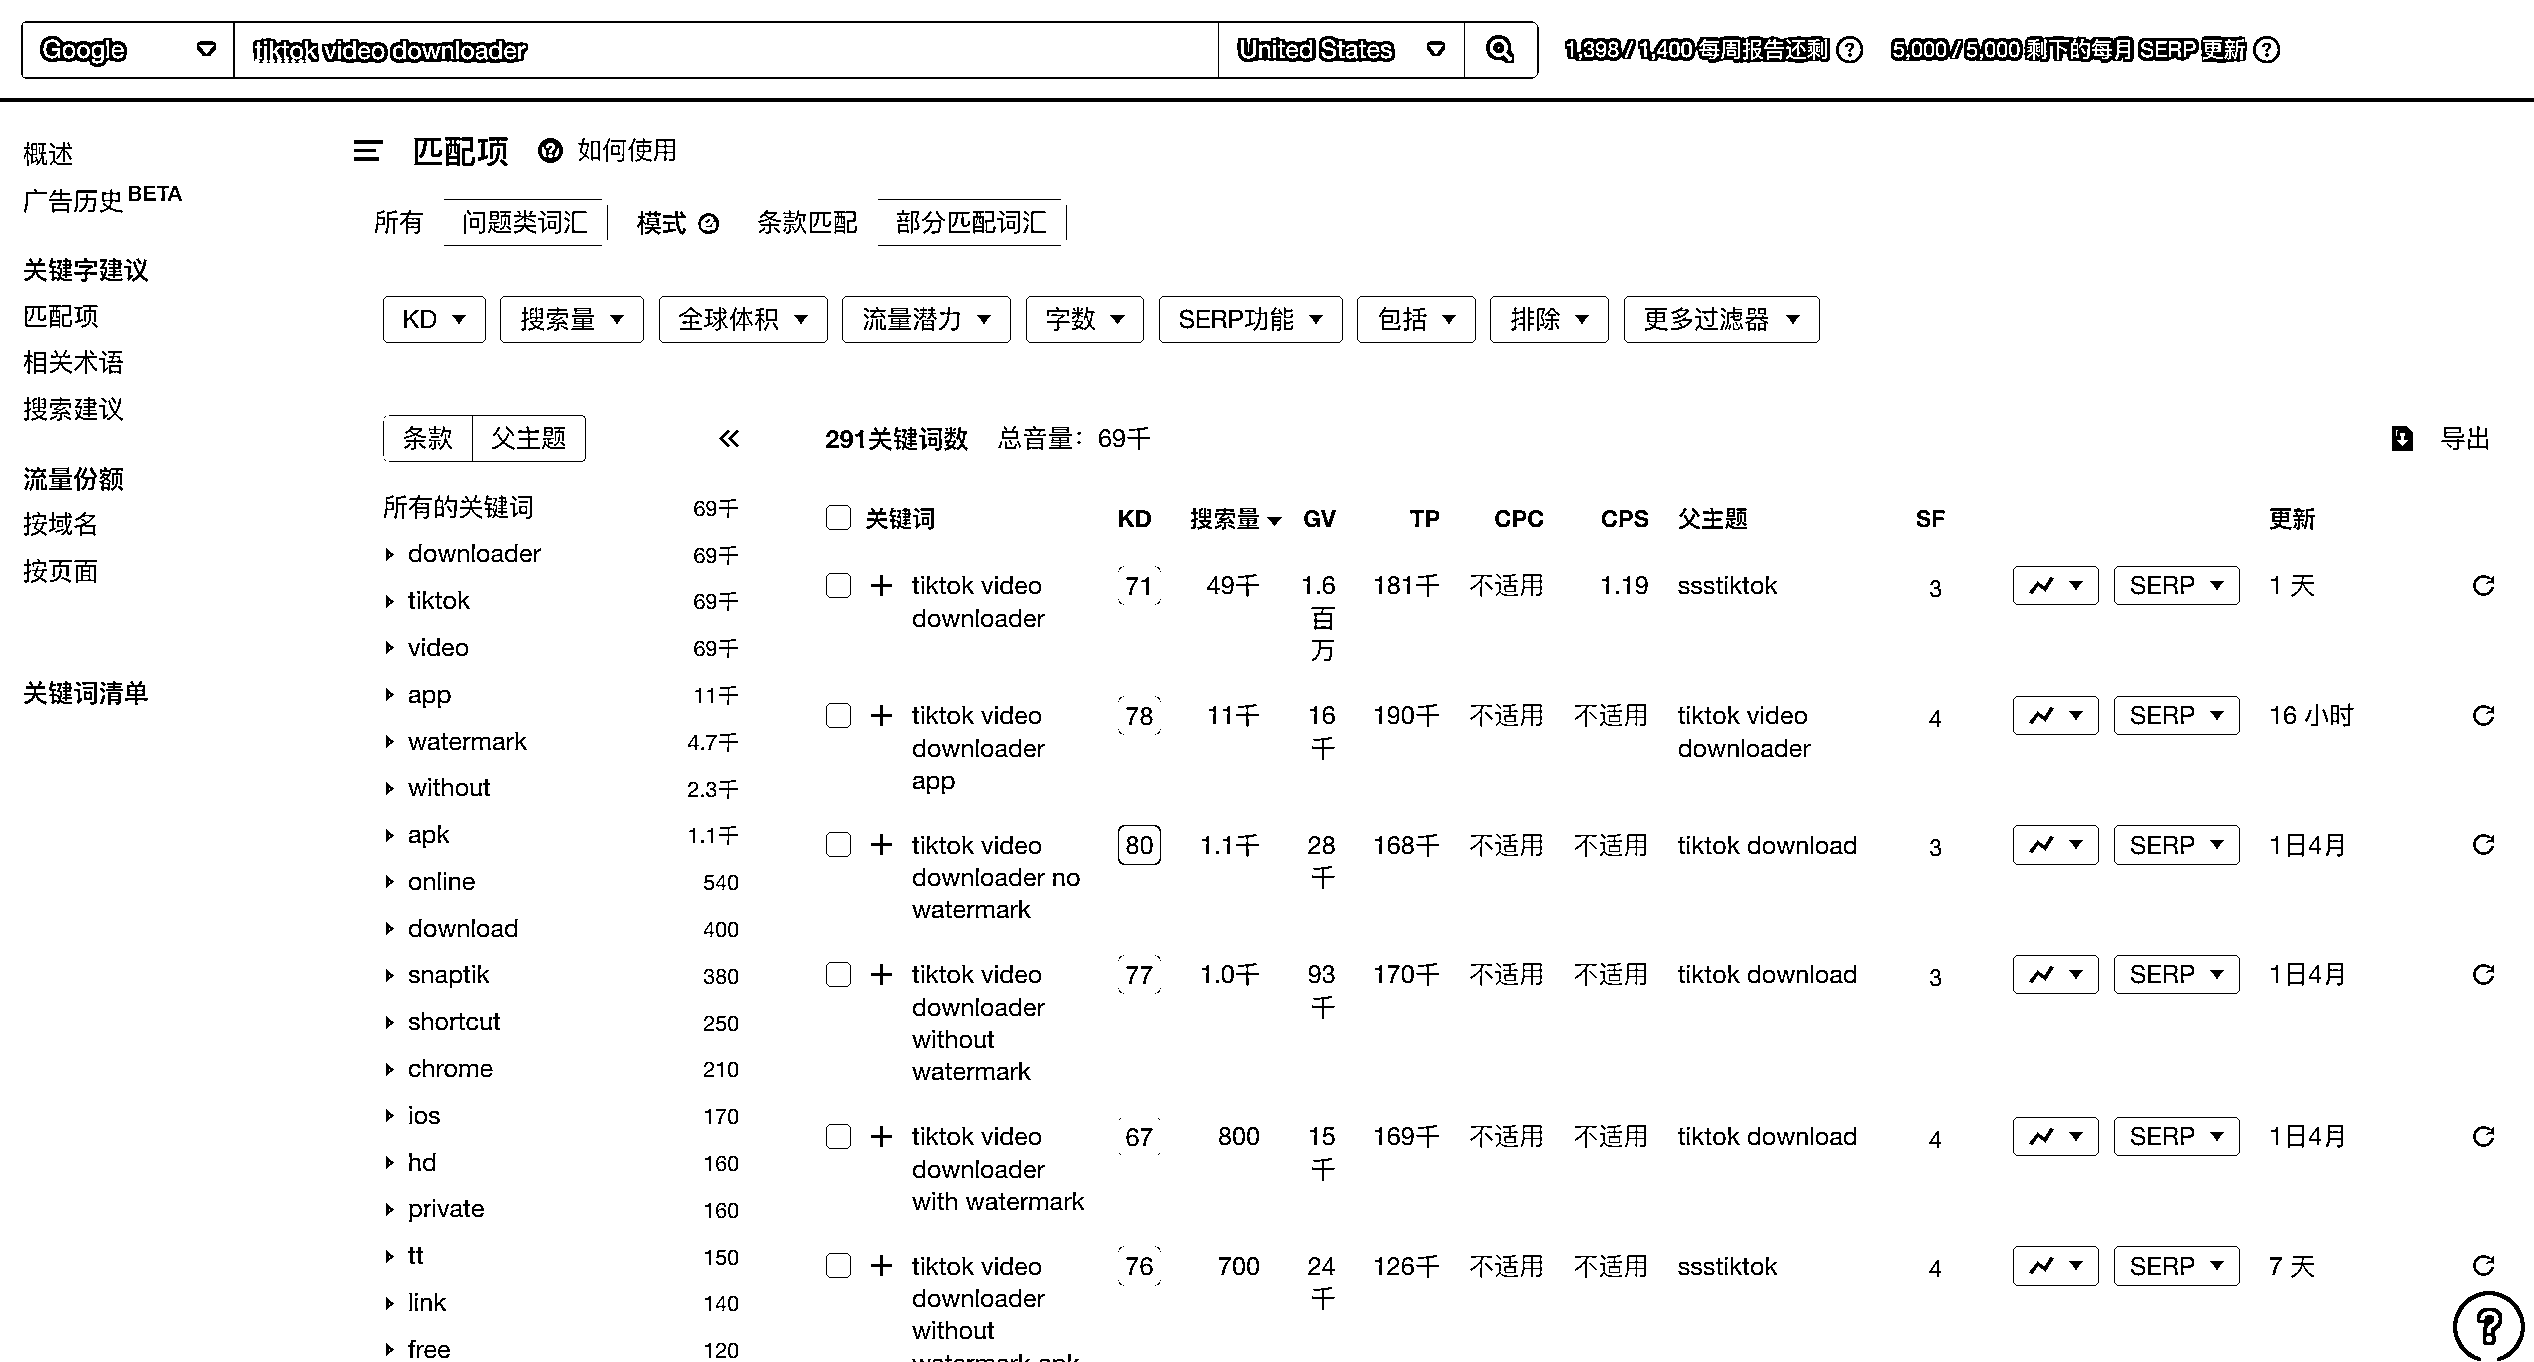 Google
tiktok video downloader
United States
1,398 / 1,400 每周报告还剩
5,000 / 5,000 剩下的每月 SERP 更新
概述
广告历史 BETA
关键字建议
匹配项
相关术语
搜索建议
流量份额
按域名
按页面
关键词清单
匹配项 如何使用
所有 问题类词汇 模式 条款匹配 部分匹配词汇
KD 搜索量 全球体积 流量潜力 字数 SERP功能 包括 排除 更多过滤器
条款 父主题
所有的关键词 69千
downloader 69千
tiktok 69千
video 69千
app 11千
watermark 4.7千
without 2.3千
apk 1.1千
online 540
download 400
snaptik 380
shortcut 250
chrome 210
ios 170
hd 160
private 160
tt 150
link 140
free 120
291关键词数 总音量：69千
导出
关键词 KD 搜索量 GV TP CPC CPS 父主题 SF 更新
tiktok video 71 49千 1.6 181千 不适用 1.19 ssstiktok 3 SERP 1 天
downloader 百
万
tiktok video 78 11千 16 190千 不适用 不适用 tiktok video 4 SERP 16 小时
downloader 千 downloader
app
tiktok video 80 1.1千 28 168千 不适用 不适用 tiktok download 3 SERP 1日4月
downloader no 千
watermark
tiktok video 77 1.0千 93 170千 不适用 不适用 tiktok download 3 SERP 1日4月
downloader 千
without
watermark
tiktok video 67 800 15 169千 不适用 不适用 tiktok download 4 SERP 1日4月
downloader 千
with watermark
tiktok video 76 700 24 126千 不适用 不适用 ssstiktok 4 SERP 7 天
downloader 千
without
watermark apk